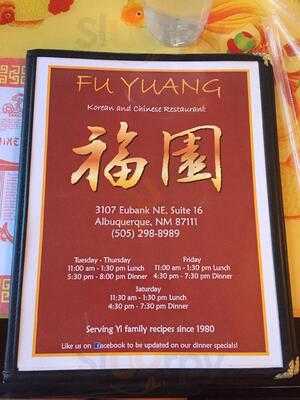 FU YUANG
Korean and Chinese Restaurant
福園
3107 Eubank NE, Suite 16
Albuquerque, NM 87111
(505) 298-8989
Tuesday - Thursday
11:00 am - 1:30 pm Lunch
5:30 pm - 8:00 pm Dinner
Friday
11:00 am - 1:30 pm Lunch
4:30 pm - 7:30 pm Dinner
Saturday
11:30 am - 1:30 pm Lunch
4:30 pm - 7:30 pm Dinner
Serving Yi family recipes since 1980
Like us on facebook to be updated on our dinner specials!